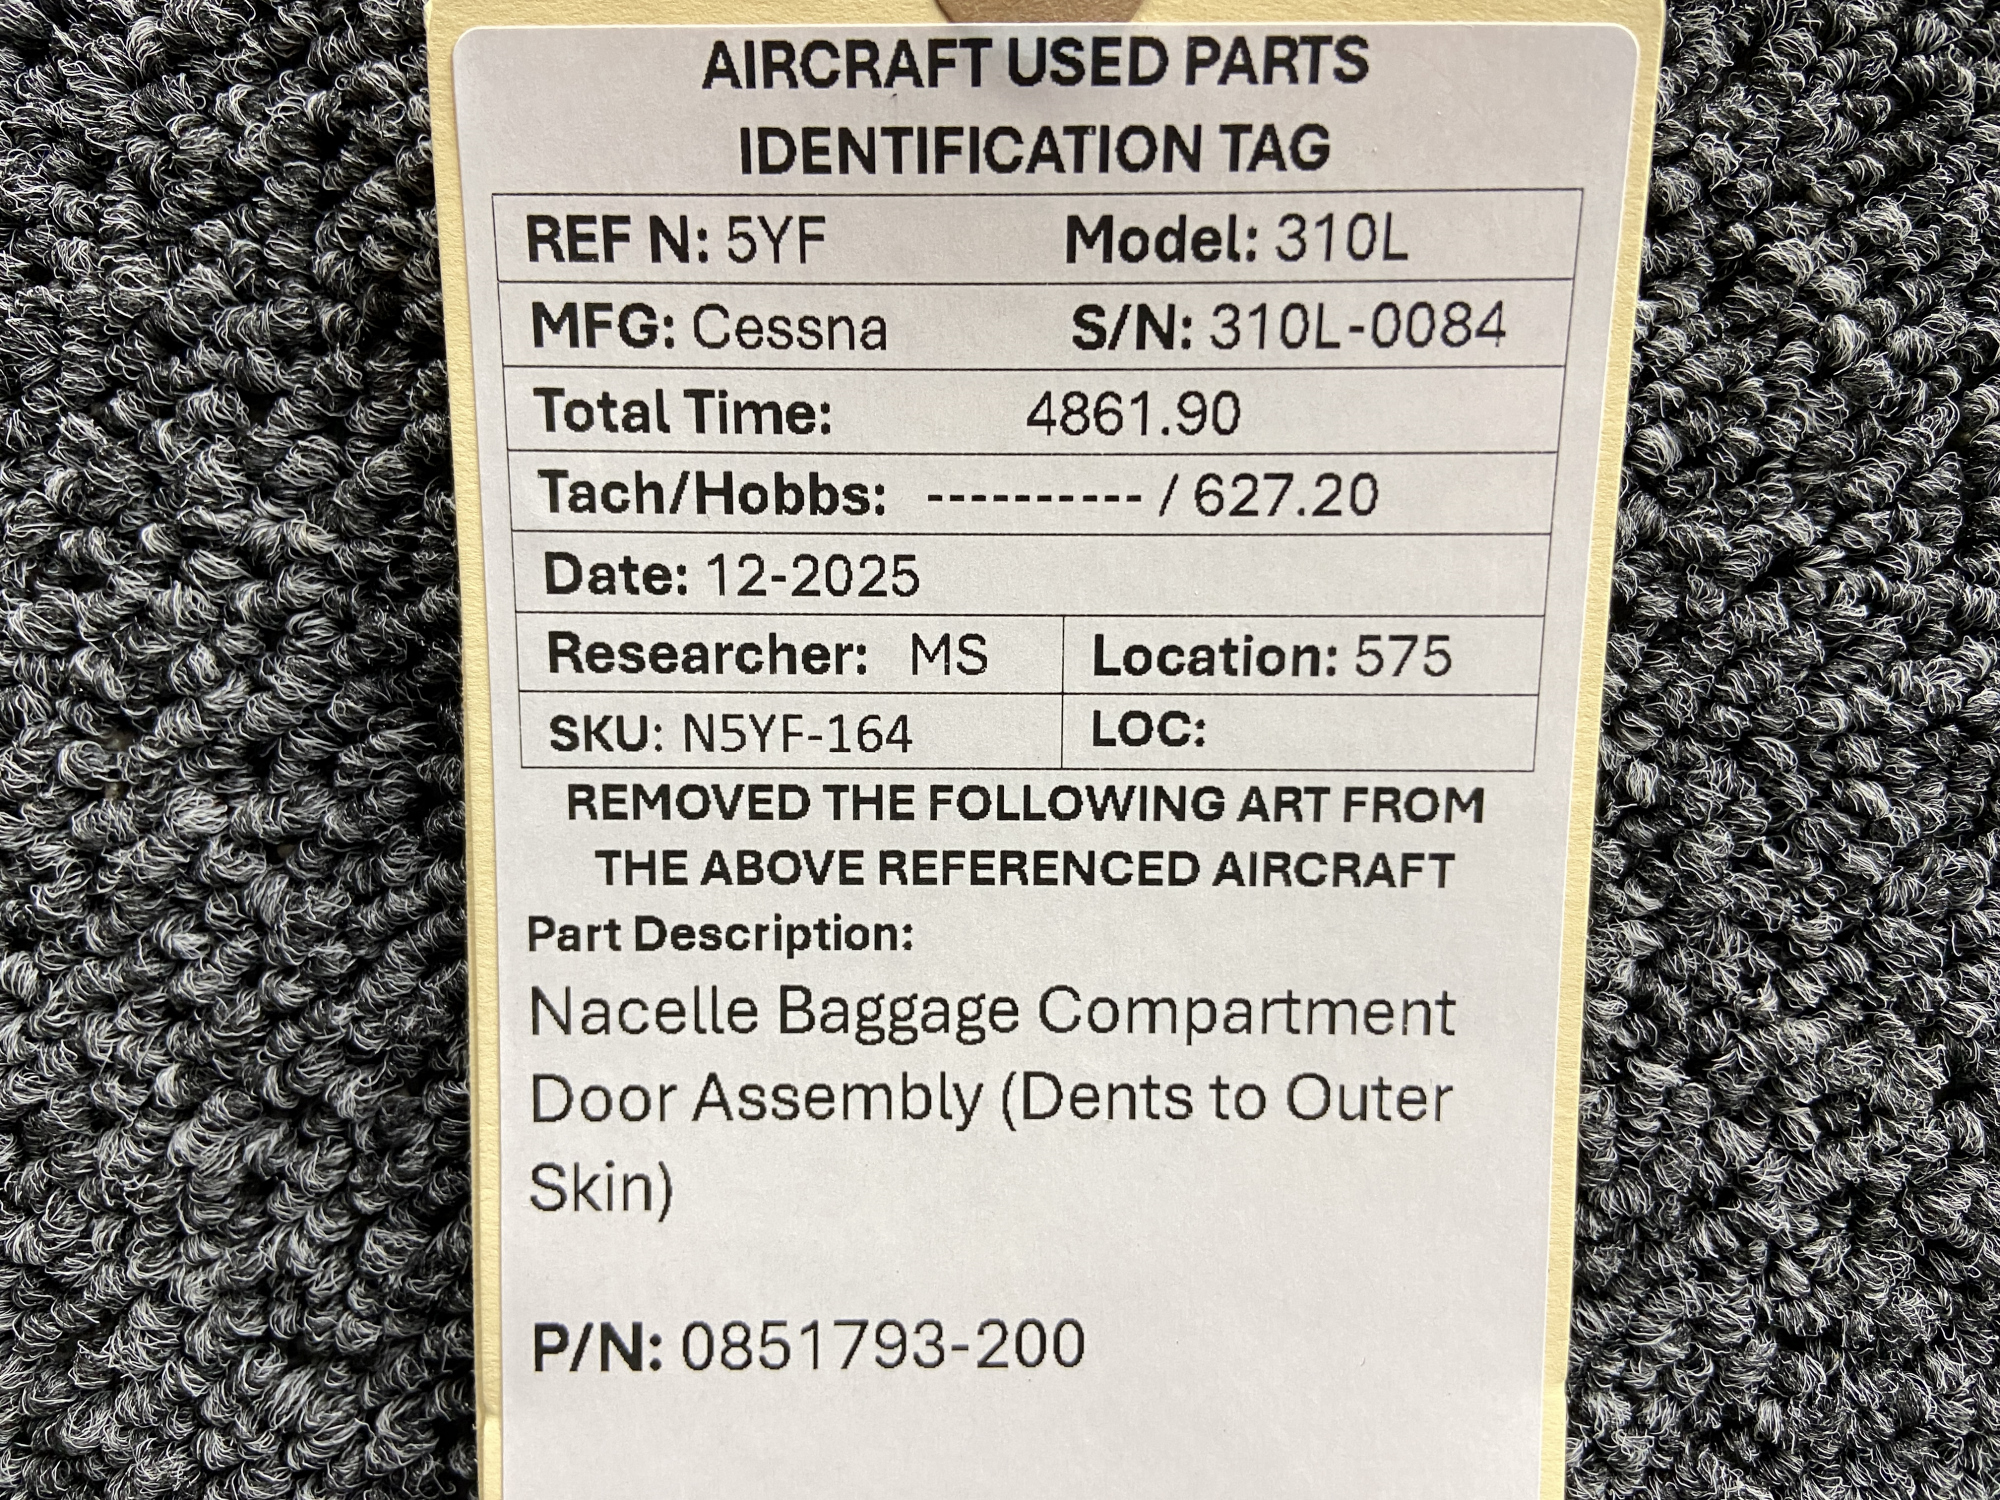 AIRCRAFT USED PARTS
IDENTIFICATION TAG
REF N: 5YF Model: 310L
MFG: Cessna S/N: 310L-0084
Total Time: 4861.90
Tach/Hobbs: ---------- / 627.20
Date: 12-2025
Researcher: MS Location: 575
SKU: N5YF-164 LOC:
REMOVED THE FOLLOWING ART FROM
THE ABOVE REFERENCED AIRCRAFT
Part Description:
Nacelle Baggage Compartment
Door Assembly (Dents to Outer
Skin)
P/N: 0851793-200